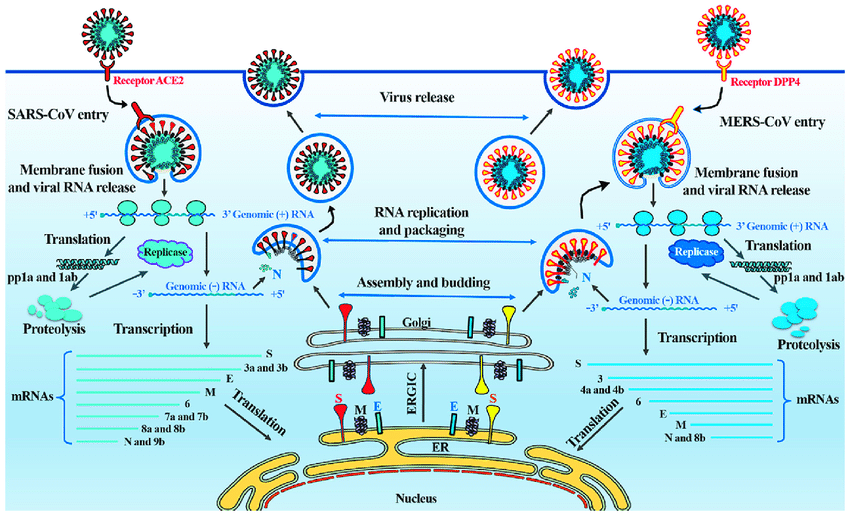 Receptor ACE2
Receptor DPP4
SARS-CoV entry
Virus release
MERS-CoV entry
Membrane fusion
and viral RNA release
Membrane fusion
and viral RNA release
+5'
3' Genomic (+) RNA
RNA replication
and packaging
+5'
3' Genomic (+) RNA
Translation
Replicase
N
N
Replicase
Translation
pp1a and 1ab
pp1a and 1ab
Genomic (-) RNA
-3'
+5'
Assembly and budding
Genomic (-) RNA
-3'
+5'
Proteolysis
Transcription
Golgi
Transcription
Proteolysis
mRNAs
S
3a and 3b
E
M
6
7a and 7b
8a and 8b
N and 9b
Translation
ERGIC
S
M
E
E
M
S
ER
Nucleus
Translation
S
3
4a and 4b
6
E
M
N and 8b
mRNAs